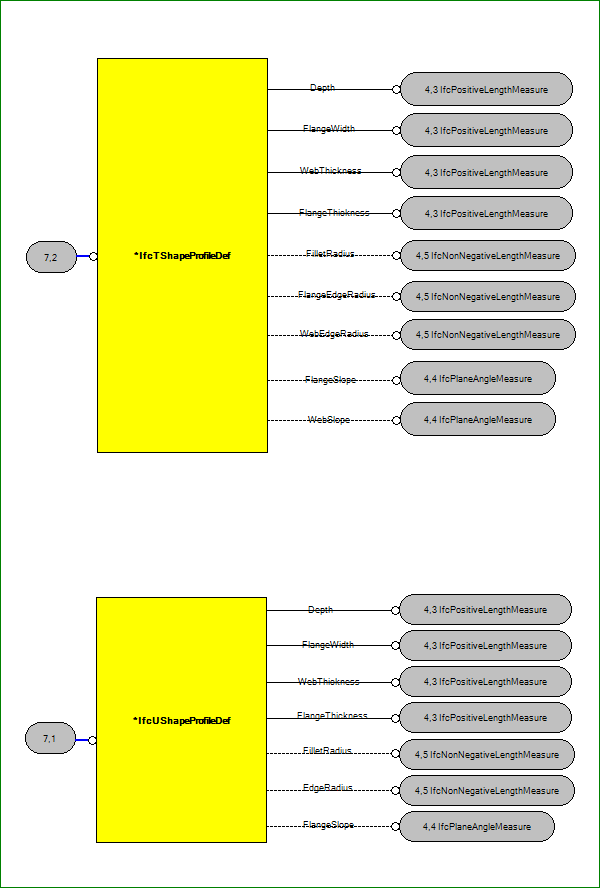 Depth
4,3 IfcPositiveLengthMeasure
FlangeWidth
4,3 IfcPositiveLengthMeasure
WebThickness
4,3 IfcPositiveLengthMeasure
FlangeThickness
4,3 IfcPositiveLengthMeasure
7,2
*IfcTShapeProfileDef
FilletRadius
4,5 IfcNonNegativeLengthMeasure
FlangeEdgeRadius
4,5 IfcNonNegativeLengthMeasure
WebEdgeRadius
4,5 IfcNonNegativeLengthMeasure
FlangeSlope
4,4 IfcPlaneAngleMeasure
WebSlope
4,4 IfcPlaneAngleMeasure
Depth
4,3 IfcPositiveLengthMeasure
FlangeWidth
4,3 IfcPositiveLengthMeasure
WebThickness
4,3 IfcPositiveLengthMeasure
FlangeThickness
4,3 IfcPositiveLengthMeasure
7,1
*IfcUShapeProfileDef
FilletRadius
4,5 IfcNonNegativeLengthMeasure
EdgeRadius
4,5 IfcNonNegativeLengthMeasure
FlangeSlope
4,4 IfcPlaneAngleMeasure